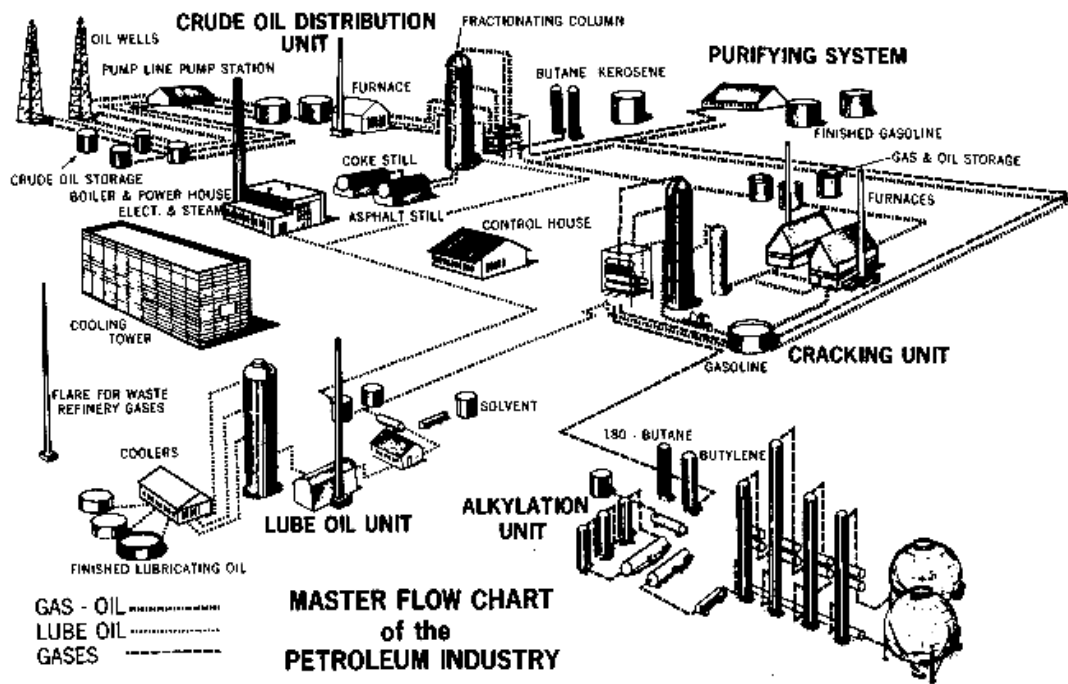 CRUDE OIL DISTRIBUTION
UNIT
FRACTIONATING COLUMN
OIL WELLS
PUMP LINE PUMP STATION
FURNACE
BUTANE KEROSENE
PURIFYING SYSTEM
FINISHED GASOLINE
GAS & OIL STORAGE
FURNACES
CRUDE OIL STORAGE
BOILER & POWER HOUSE
ELECT. & STEAM
COKE STILL
ASPHALT STILL
CONTROL HOUSE
COOLING
TOWER
GASOLINE
CRACKING UNIT
FLARE FOR WASTE
REFINERY GASES
SOLVENT
COOLERS
LUBE OIL UNIT
180 - BUTANE
BUTYLENE
ALKYLATION
UNIT
FINISHED LUBRICATING OIL
GAS - OIL
LUBE OIL
GASES
MASTER FLOW CHART
of the
PETROLEUM INDUSTRY